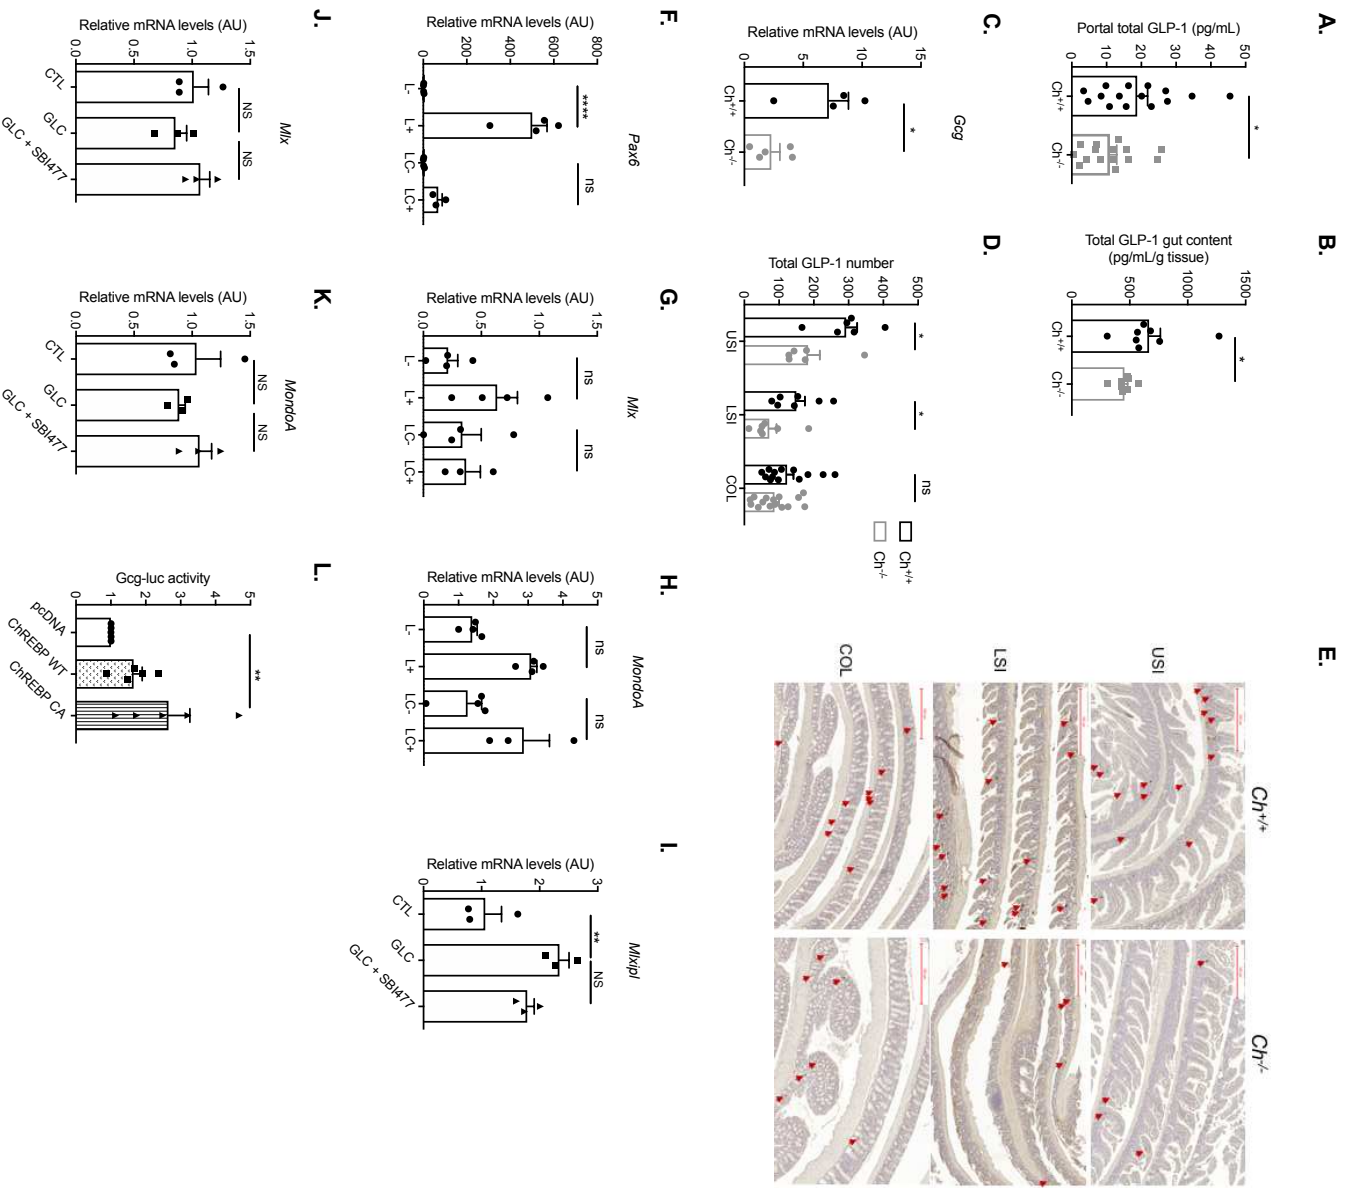 A.
Portal total GLP-1 (pg/mL)
0 10 20 30 40 50
*
Ch+/+ Ch-/-
B.
Total GLP-1 gut content
(pg/mL/g tissue)
0 500 1000 1500
*
Ch+/+ Ch-/-
C.
Gcg
Relative mRNA levels (AU)
0 5 10 15
*
Ch+/+ Ch-/-
D.
Total GLP-1 number
0 100 200 300 400 500
* * ns
USI LSI COL
Ch+/+
Ch-/-
E.
Ch+/+ Ch-/-
USI
LSI
COL
F.
Pax6
Relative mRNA levels (AU)
0 200 400 600 800
**** ns
L- L+ LC- LC+
G.
Mlx
Relative mRNA levels (AU)
0.0 0.5 1.0 1.5
ns ns
L- L+ LC- LC+
H.
MondoA
Relative mRNA levels (AU)
0 1 2 3 4 5
ns ns
L- L+ LC- LC+
I.
Mlxipl
Relative mRNA levels (AU)
0 1 2 3
** NS
CTL GLC GLC + SBI477
J.
Mlx
Relative mRNA levels (AU)
0.0 0.5 1.0 1.5
NS NS
CTL GLC GLC + SBI477
K.
MondoA
Relative mRNA levels (AU)
0.0 0.5 1.0 1.5
NS NS
CTL GLC GLC + SBI477
L.
Gcg-luc activity
0 1 2 3 4 5
**
pcDNA ChREBP WT ChREBP CA